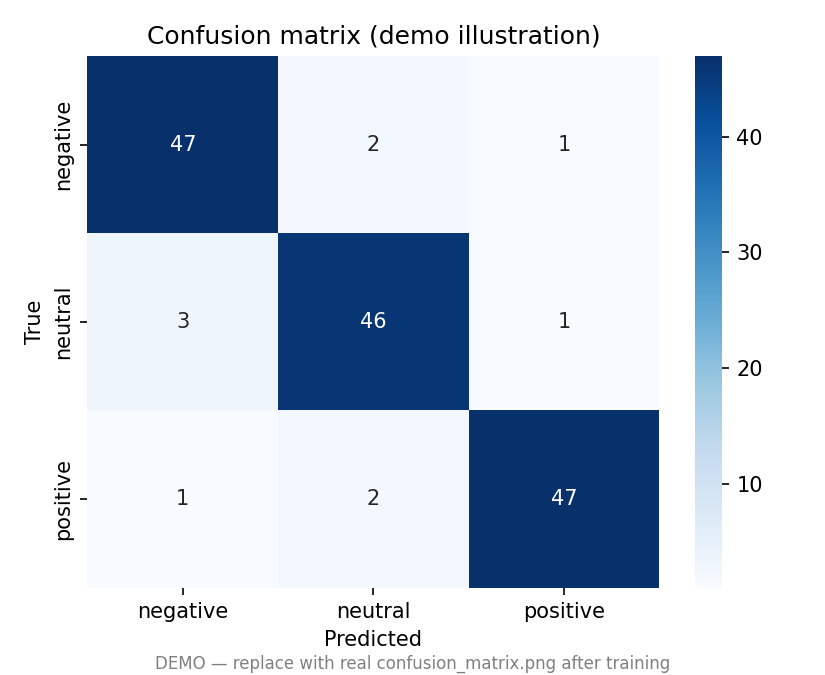 Confusion matrix (demo illustration)
negative 47 2 1
neutral 3 46 1
positive 1 2 47
True
negative neutral positive
Predicted
40
30
20
10
DEMO — replace with real confusion_matrix.png after training